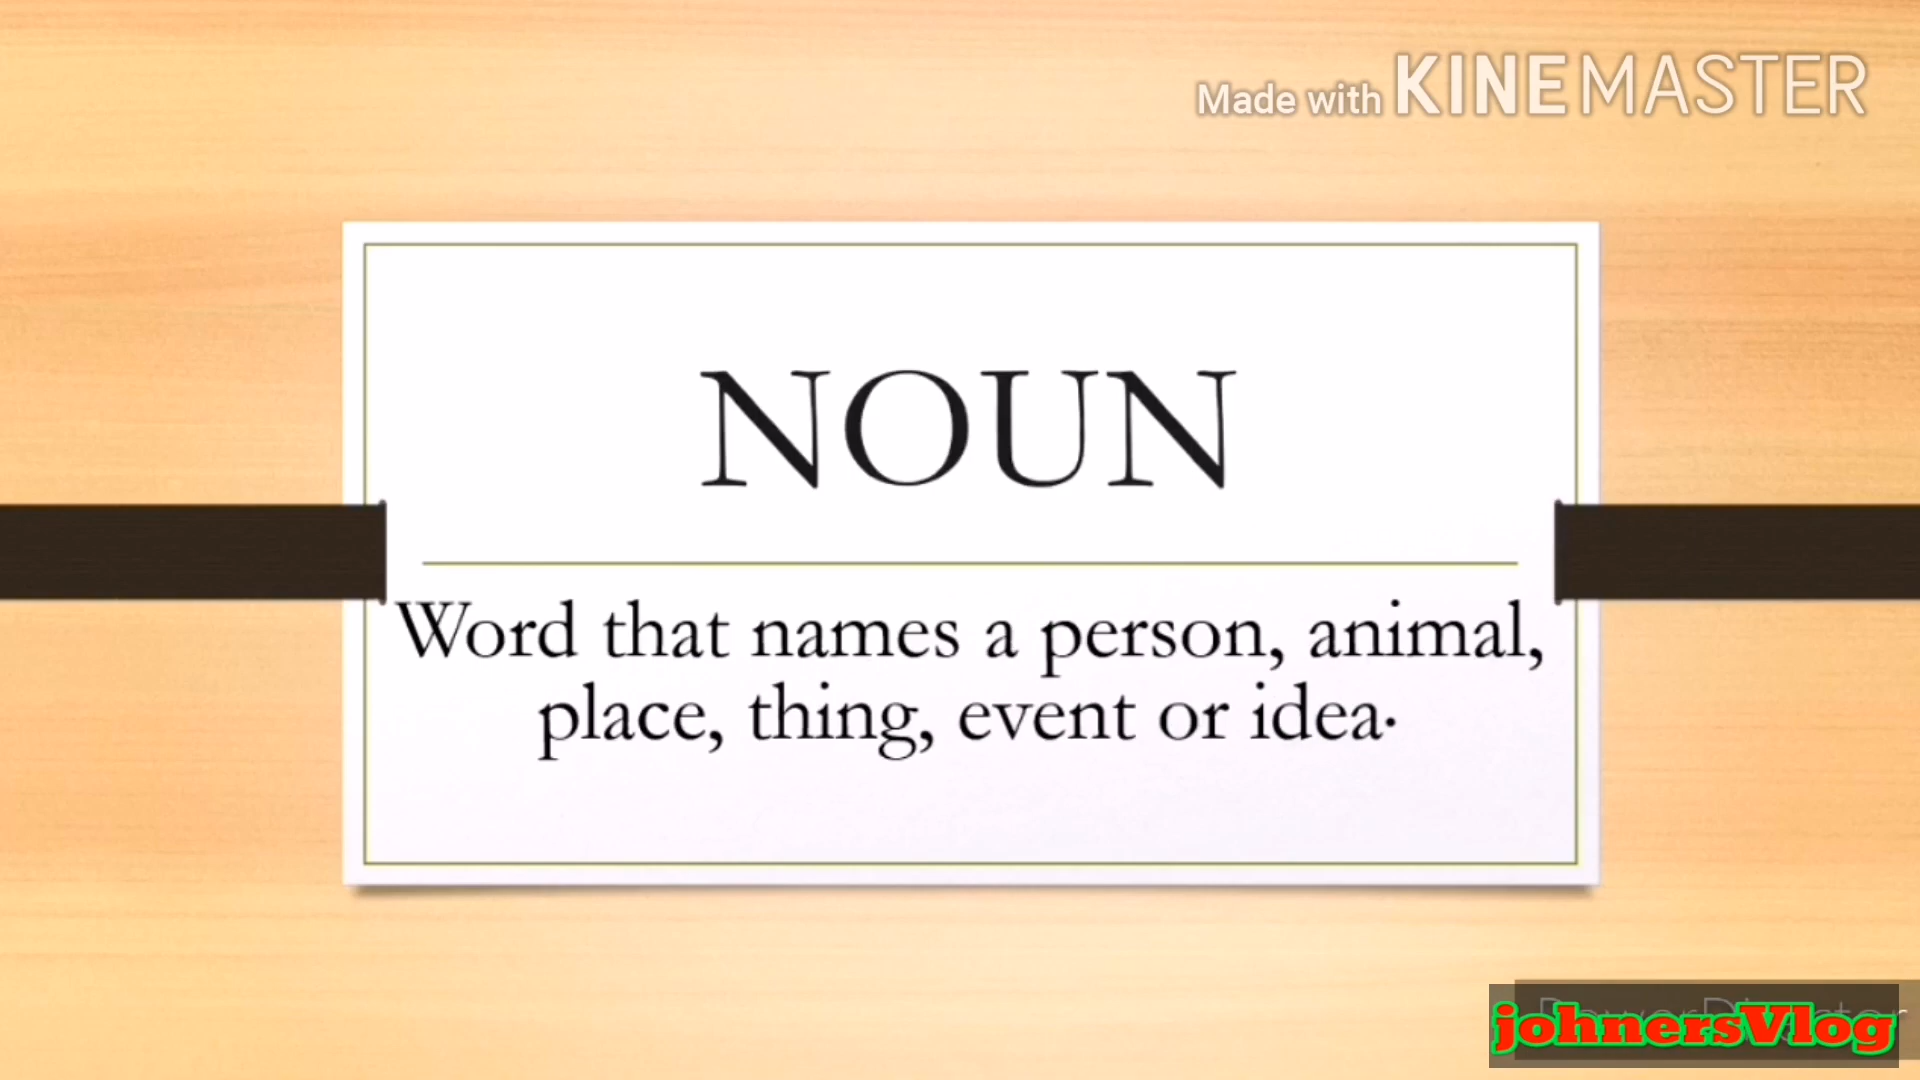 Made with KINEMASTER
NOUN
Word that names a person, animal,
place, thing, event or idea.
johnersVlog